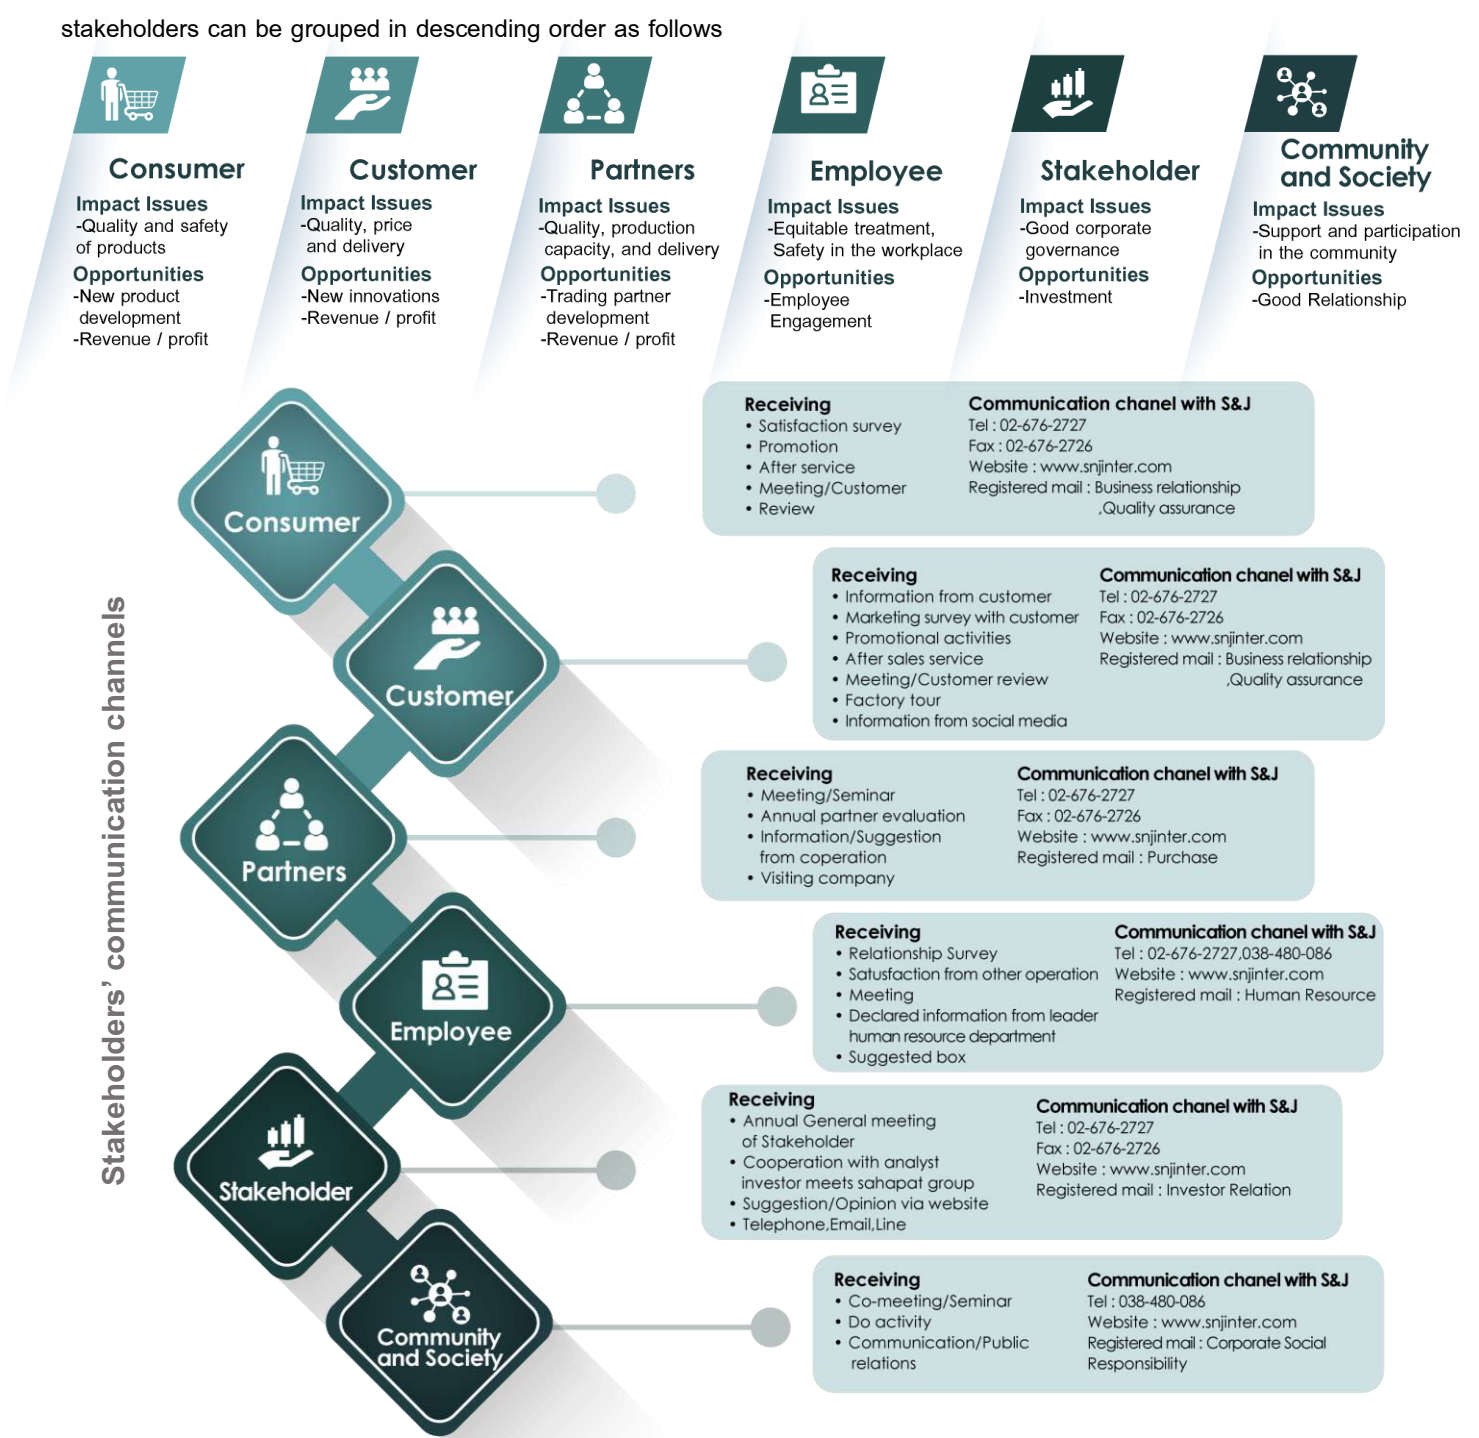 stakeholders can be grouped in descending order as follows
Consumer
Impact Issues
-Quality and safety
of products
Opportunities
-New product
development
-Revenue / profit
Customer
Impact Issues
-Quality, price
and delivery
Opportunities
-New innovations
-Revenue / profit
Partners
Impact Issues
-Quality, production
capacity, and delivery
Opportunities
-Trading partner
development
-Revenue / profit
Employee
Impact Issues
-Equitable treatment,
Safety in the workplace
Opportunities
-Employee
Engagement
Stakeholder
Impact Issues
-Good corporate
governance
Opportunities
-Investment
Community
and Society
Impact Issues
-Support and participation
in the community
Opportunities
-Good Relationship
Stakeholders' communication channels
Consumer
Receiving
• Satisfaction survey
• Promotion
• After service
• Meeting/Customer
• Review
Communication chanel with S&J
Tel : 02-676-2727
Fax : 02-676-2726
Website : www.snjinter.com
Registered mail : Business relationship
,Quality assurance
Customer
Receiving
• Information from customer
• Marketing survey with customer
• Promotional activities
• After sales service
• Meeting/Customer review
• Factory tour
• Information from social media
Communication chanel with S&J
Tel : 02-676-2727
Fax : 02-676-2726
Website : www.snjinter.com
Registered mail : Business relationship
,Quality assurance
Partners
Receiving
• Meeting/Seminar
• Annual partner evaluation
• Information/Suggestion
from coperation
• Visiting company
Communication chanel with S&J
Tel : 02-676-2727
Fax : 02-676-2726
Website : www.snjinter.com
Registered mail : Purchase
Employee
Receiving
• Relationship Survey
• Satusfaction from other operation
• Meeting
• Declared information from leader
human resource department
• Suggested box
Communication chanel with S&J
Tel : 02-676-2727,038-480-086
Website : www.snjinter.com
Registered mail : Human Resource
Stakeholder
Receiving
• Annual General meeting
of Stakeholder
• Cooperation with analyst
investor meets sahapat group
• Suggestion/Opinion via website
• Telephone,Email,Line
Communication chanel with S&J
Tel : 02-676-2727
Fax : 02-676-2726
Website : www.snjinter.com
Registered mail : Investor Relation
Community
and Society
Receiving
• Co-meeting/Seminar
• Do activity
• Communication/Public
relations
Communication chanel with S&J
Tel : 038-480-086
Website : www.snjinter.com
Registered mail : Corporate Social
Responsibility